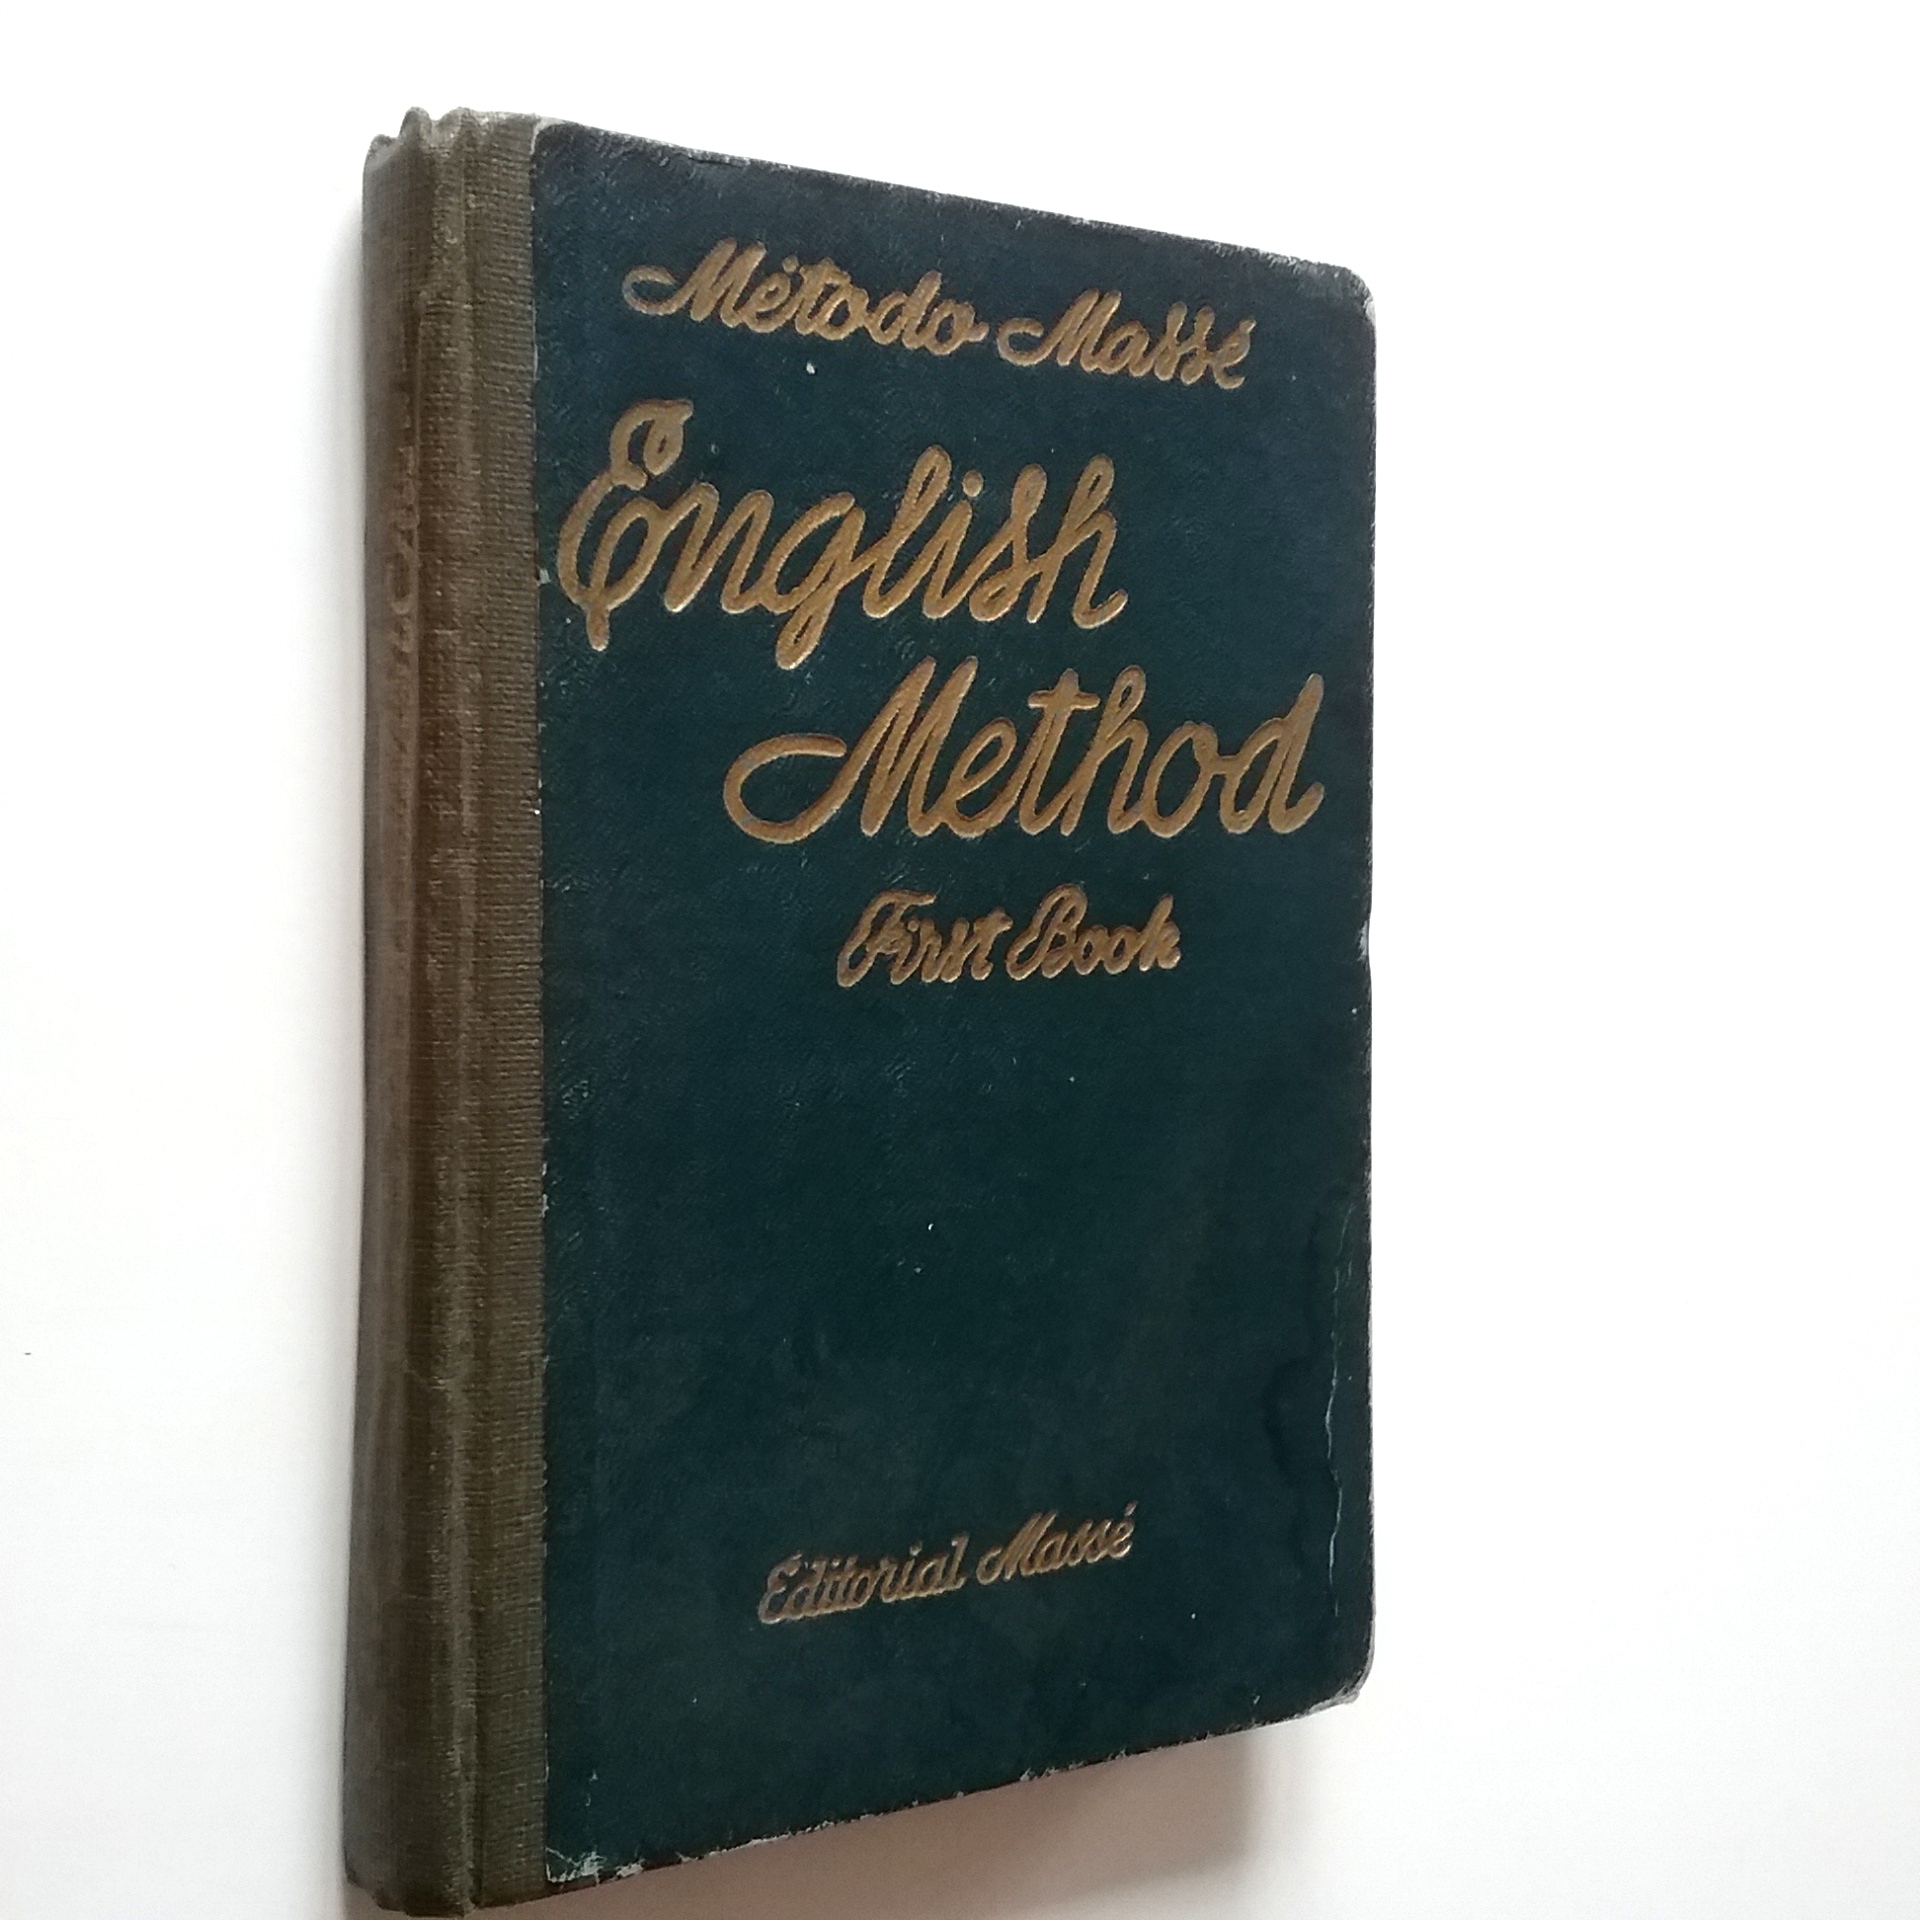 Método Massé
English
Method
First Book
Editorial Massé